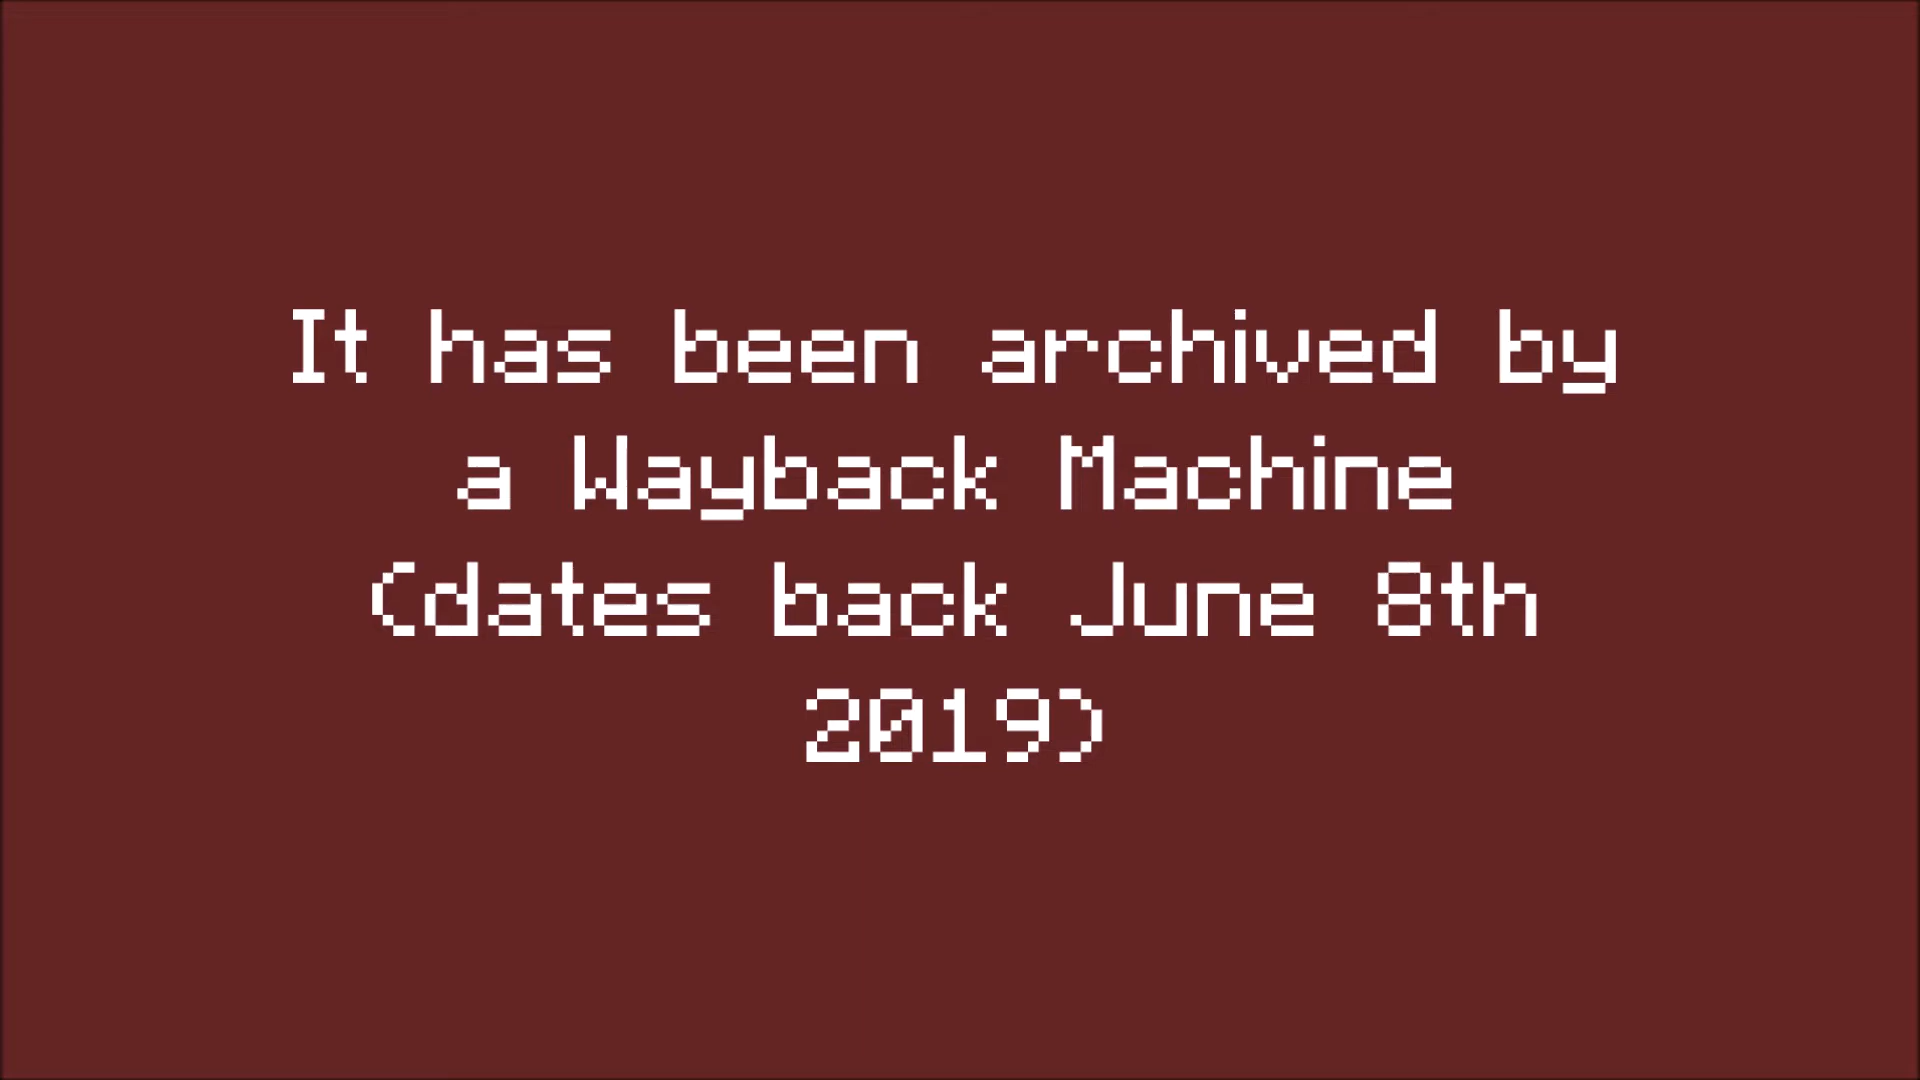 It has been archived by
a Wayback Machine
(dates back June 8th
2019)